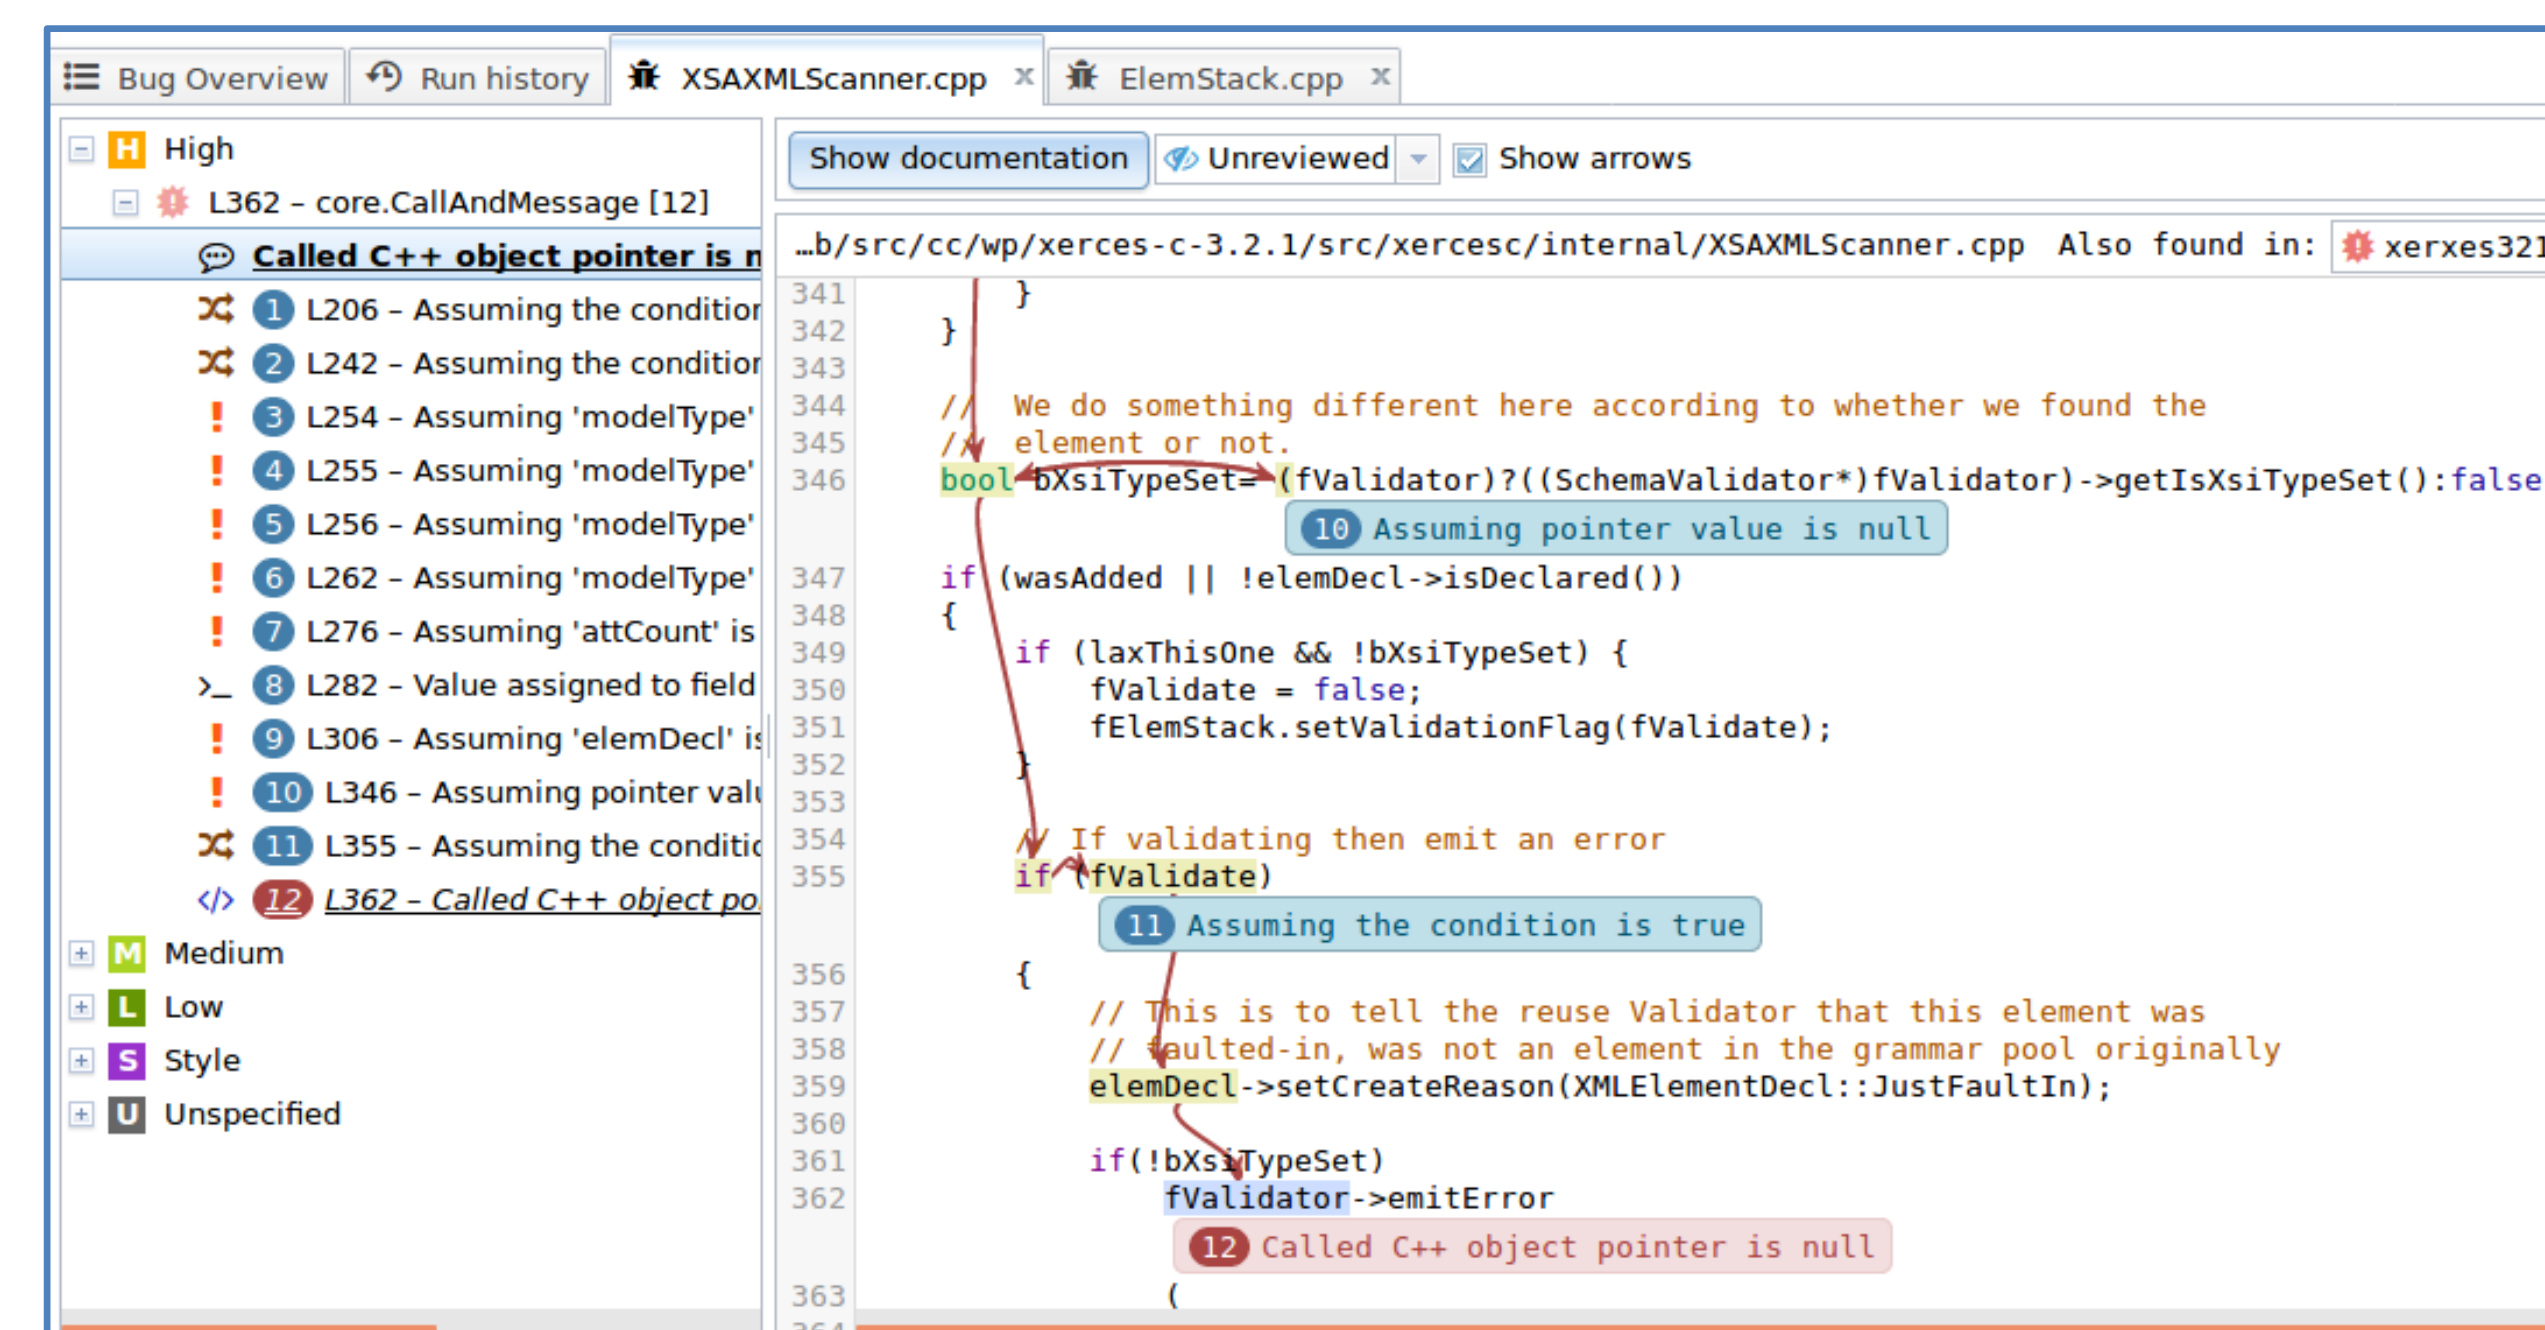 Bug Overview Run history XSAXMLScanner.cpp x ElemStack.cpp x
H High
L362 – core.CallAndMessage [12]
Called C++ object pointer is n
1 L206 – Assuming the condition
2 L242 – Assuming the condition
3 L254 – Assuming 'modelType'
4 L255 – Assuming 'modelType'
5 L256 – Assuming 'modelType'
6 L262 – Assuming 'modelType'
7 L276 – Assuming 'attCount' is
8 L282 – Value assigned to field
9 L306 – Assuming 'elemDecl' is
10 L346 – Assuming pointer valu
11 L355 – Assuming the conditio
12 L362 – Called C++ object po
M Medium
L Low
S Style
U Unspecified
Show documentation Unreviewed Show arrows
…b/src/cc/wp/xerces-c-3.2.1/src/xercesc/internal/XSAXMLScanner.cpp Also found in: xerxes321
341 }
342 }
343
344 // We do something different here according to whether we found the
345 // element or not.
346 bool bXsiTypeSet= (fValidator)?((SchemaValidator*)fValidator)->getIsXsiTypeSet():false
10 Assuming pointer value is null
347 if (wasAdded || !elemDecl->isDeclared())
348 {
349 if (laxThisOne && !bXsiTypeSet) {
350 fValidate = false;
351 fElemStack.setValidationFlag(fValidate);
352 }
353
354 // If validating then emit an error
355 if (fValidate)
11 Assuming the condition is true
356 {
357 // This is to tell the reuse Validator that this element was
358 // faulted-in, was not an element in the grammar pool originally
359 elemDecl->setCreateReason(XMLElementDecl::JustFaultIn);
360
361 if(!bXsiTypeSet)
362 fValidator->emitError
12 Called C++ object pointer is null
363 (